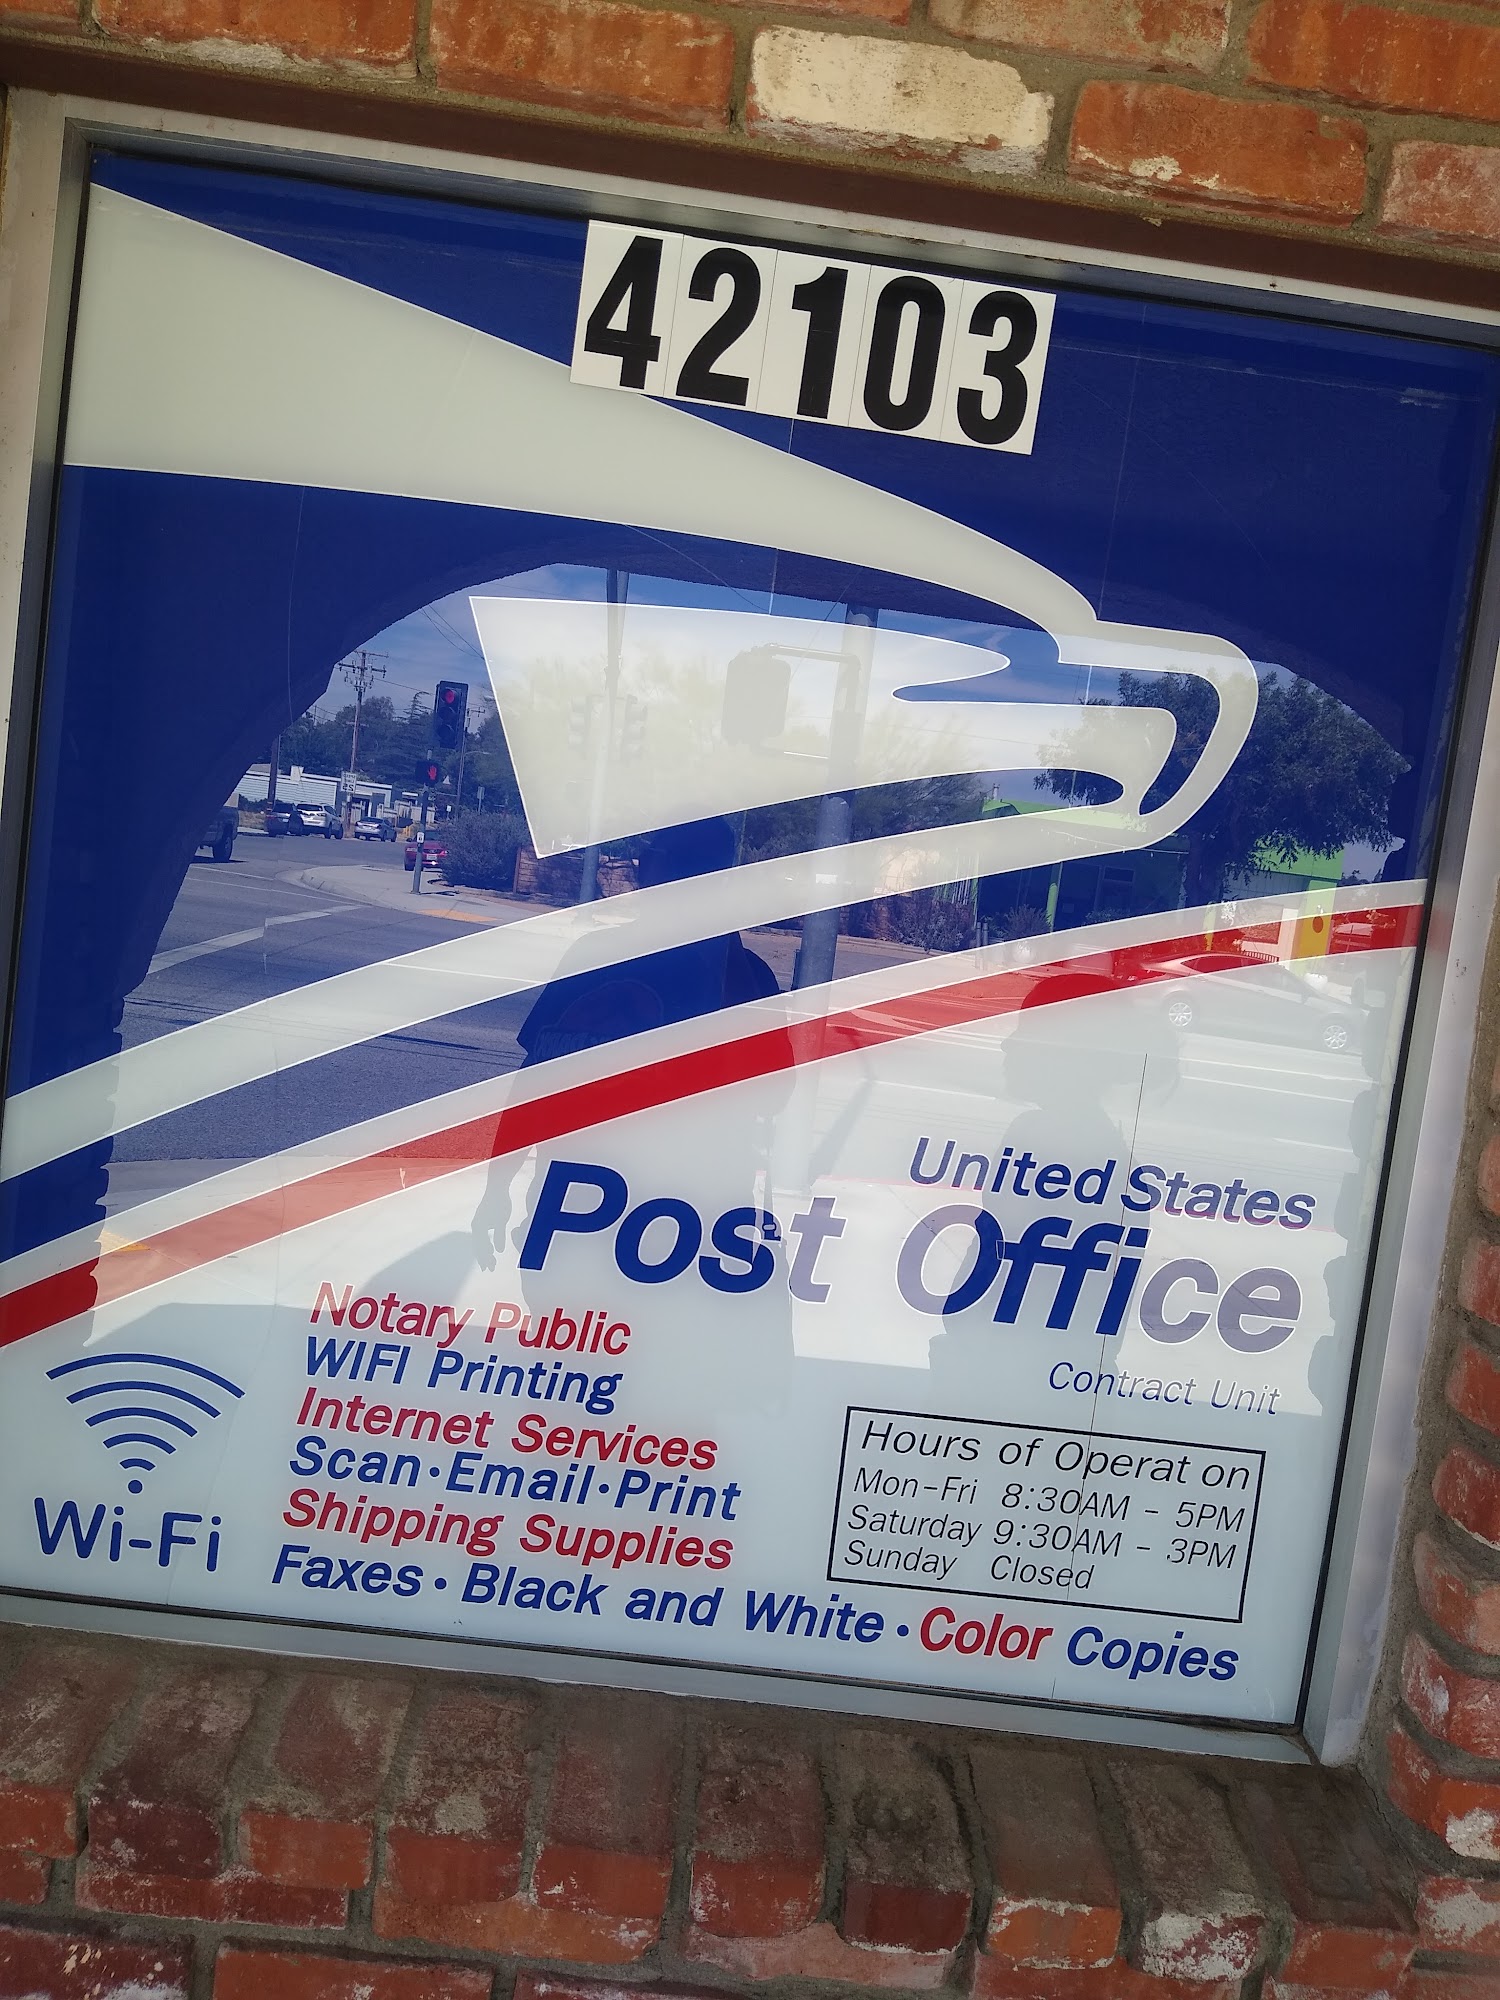 42103
United States
Post Office
Contract Unit
Notary Public
WIFI Printing
Internet Services
Scan·Email·Print
Shipping Supplies
Faxes·Black and White·Color Copies
Wi-Fi
Hours of Operat on
Mon-Fri 8:30AM - 5PM
Saturday 9:30AM - 3PM
Sunday Closed